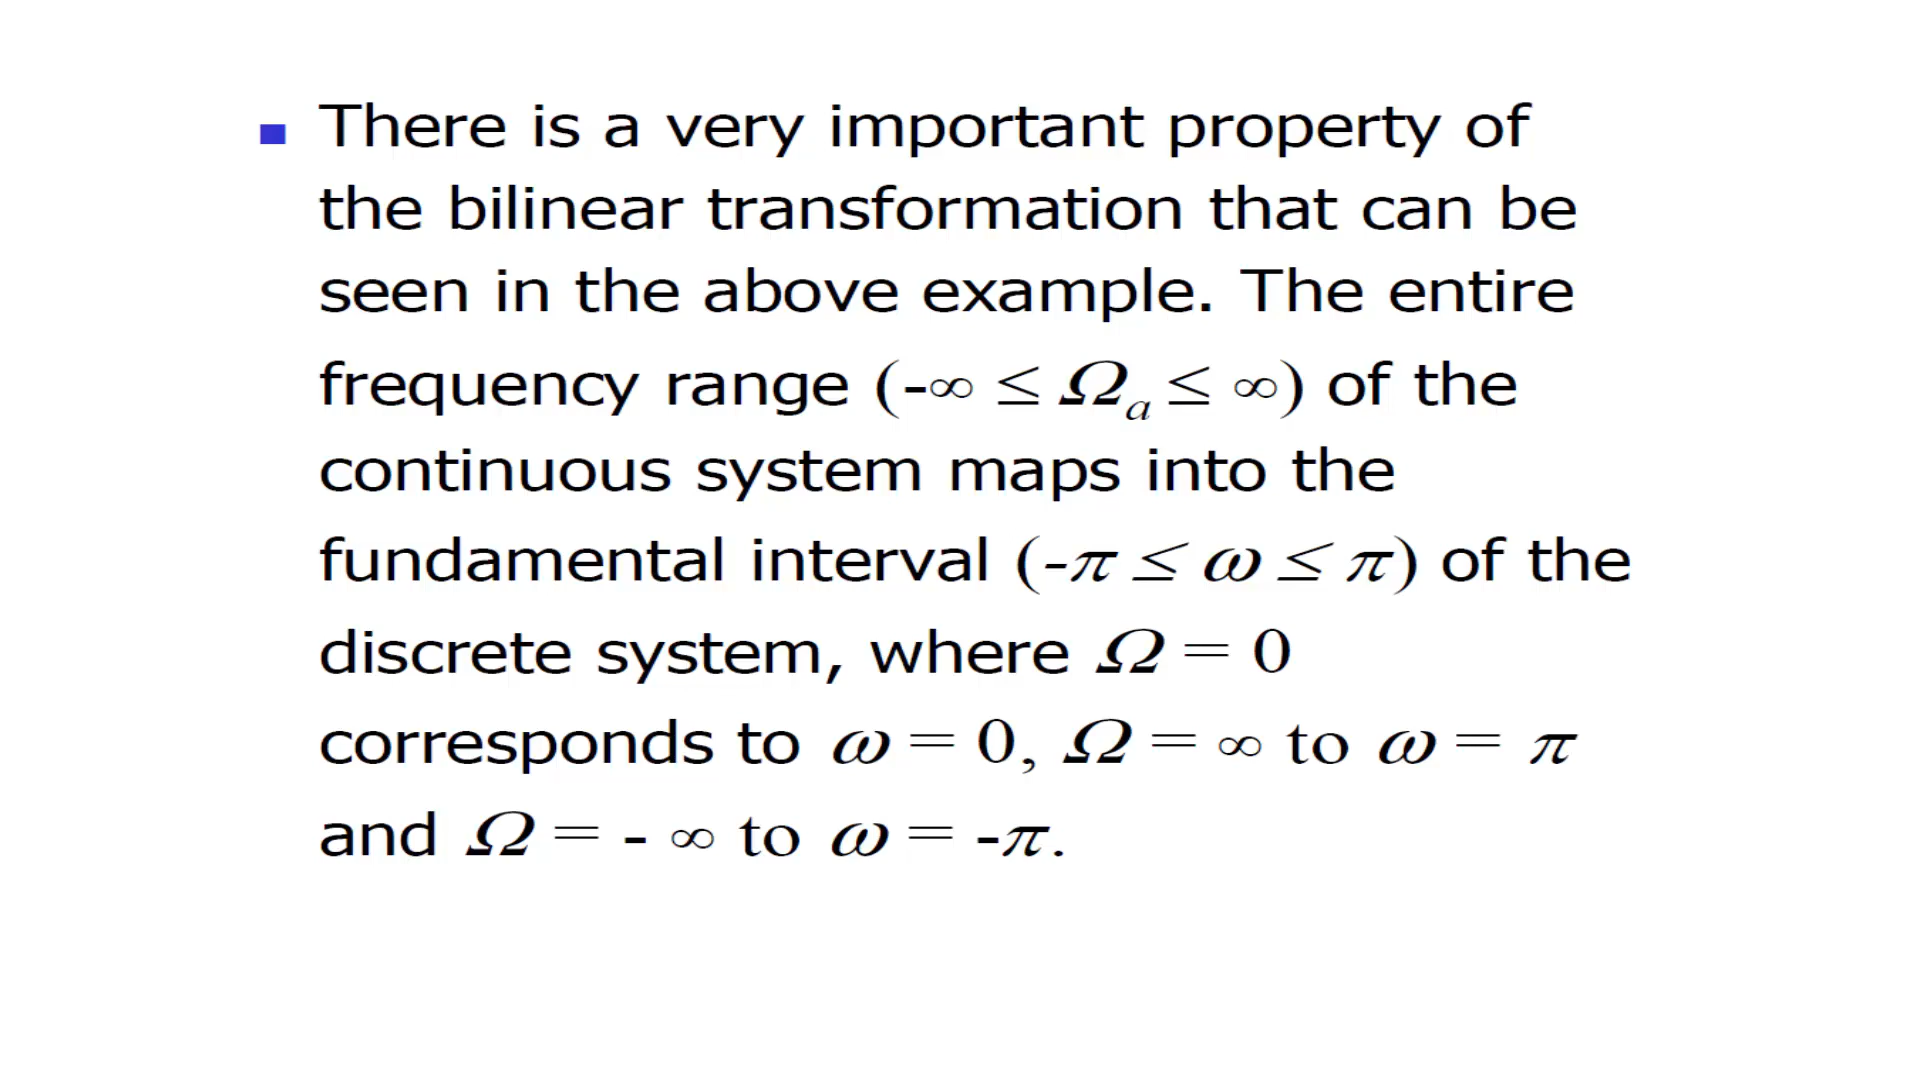 ▪ There is a very important property of
the bilinear transformation that can be
seen in the above example. The entire
frequency range (-∞ ≤ Ωₐ ≤ ∞) of the
continuous system maps into the
fundamental interval (-π ≤ ω ≤ π) of the
discrete system, where Ω = 0
corresponds to ω = 0, Ω = ∞ to ω = π
and Ω = - ∞ to ω = -π.